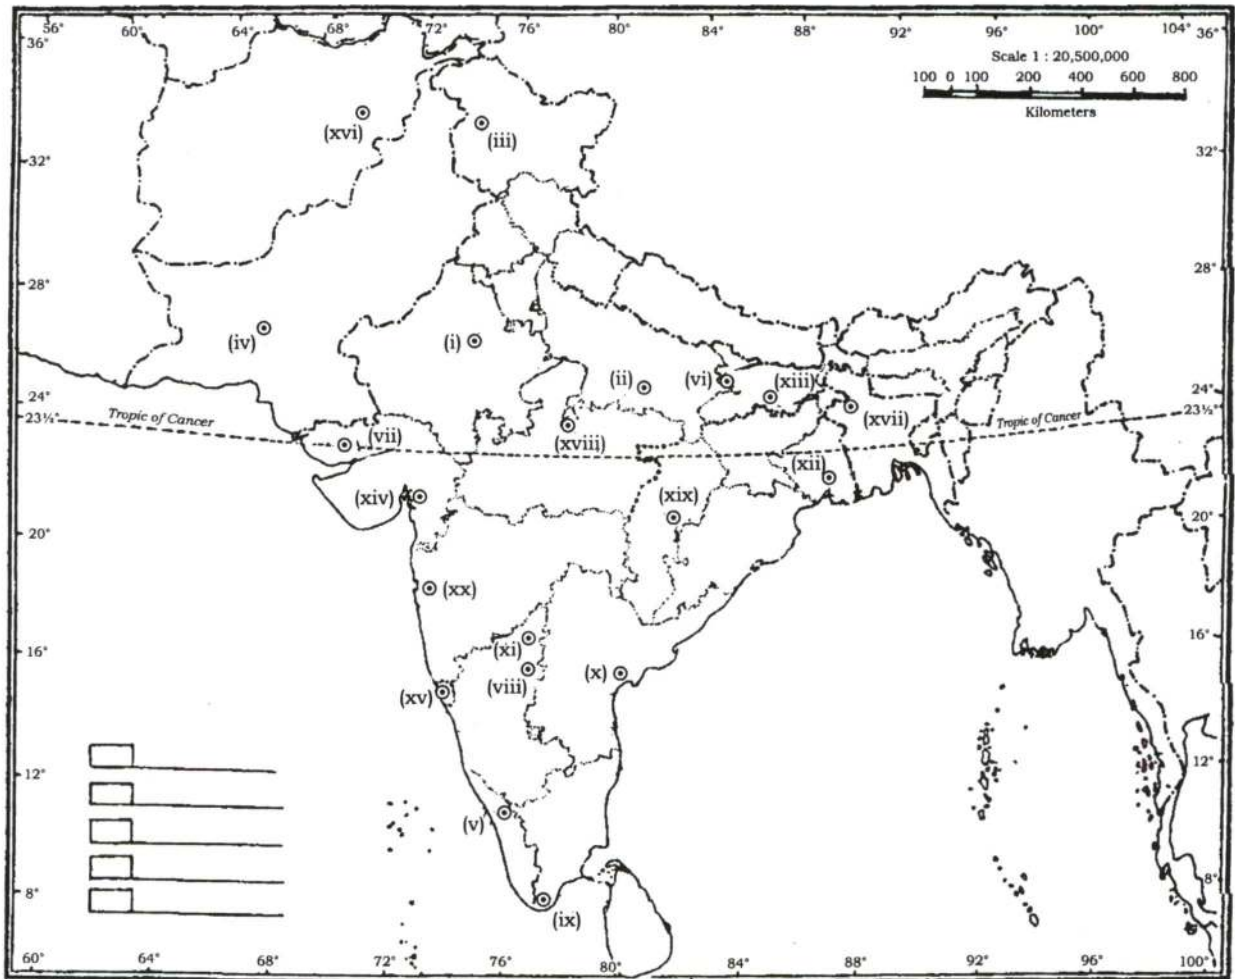 56° 60° 64° 68° 72° 76° 80° 84° 88° 92° 96° 100° 104°
36° 36°
Scale 1 : 20,500,000
100 0 100 200 400 600 800
Kilometers
(xvi)
(iii)
32° 32°
28° 28°
(iv)
(i)
(ii)
(vi)
(xiii)
24° 24°
23½° 23½°
Tropic of Cancer
Tropic of Cancer
(vii)
(xviii)
(xvii)
(xii)
(xiv)
(xix)
20° 20°
(xx)
16° 16°
(xi)
(viii)
(x)
(xv)
12° 12°
(v)
8° 8°
(ix)
60° 64° 68° 72° 76° 80° 84° 88° 92° 96° 100°